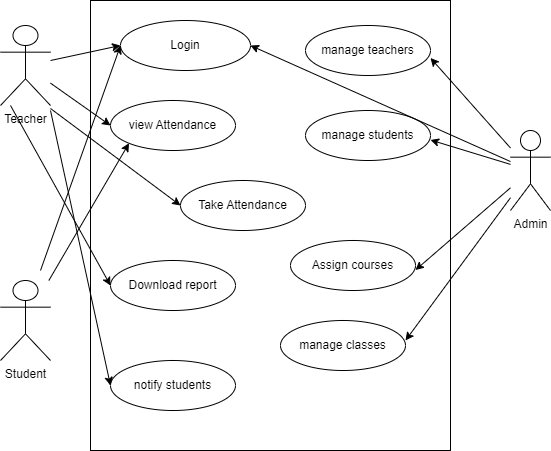 Login
manage teachers
Teacher
view Attendance
manage students
Take Attendance
Admin
Assign courses
Download report
manage classes
Student
notify students